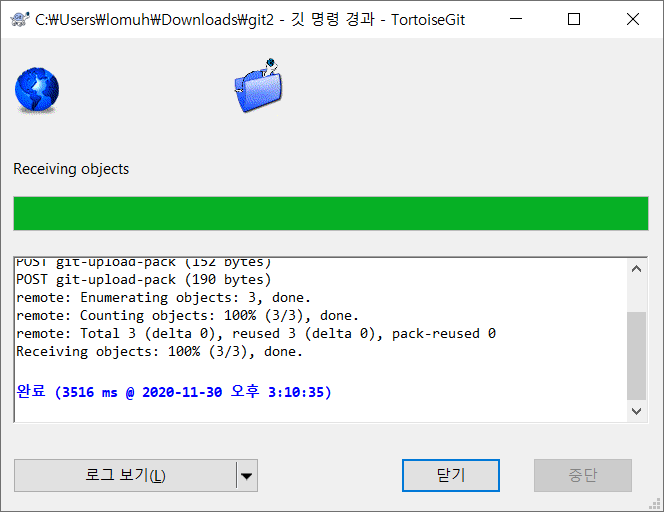 C:₩Users₩lomuh₩Downloads₩git2 - 깃 명령 경과 - TortoiseGit
Receiving objects
POST git-upload-pack (152 bytes)
POST git-upload-pack (190 bytes)
remote: Enumerating objects: 3, done.
remote: Counting objects: 100% (3/3), done.
remote: Total 3 (delta 0), reused 3 (delta 0), pack-reused 0
Receiving objects: 100% (3/3), done.
완료 (3516 ms @ 2020-11-30 오후 3:10:35)
로그 보기(L) 닫기 중단